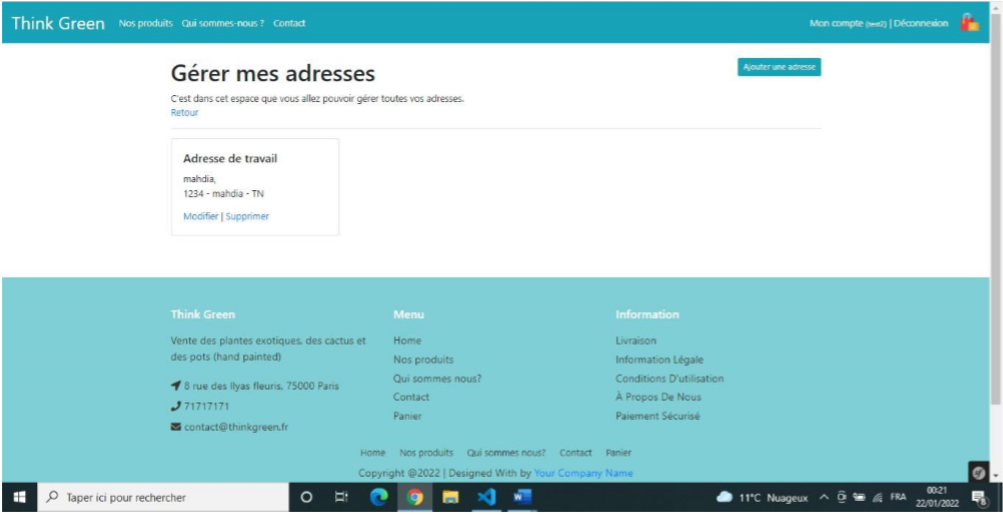 Think Green Nos produits Qui sommes-nous ? Contact Mon compte (test2) | Déconnexion
Gérer mes adresses
Ajouter une adresse
C'est dans cet espace que vous allez pouvoir gérer toutes vos adresses.
Retour
Adresse de travail
mahdia,
1234 - mahdia - TN
Modifier | Supprimer
Think Green
Vente des plantes exotiques, des cactus et
des pots (hand painted)
8 rue des llyas fleuris, 75000 Paris
71717171
contact@thinkgreen.fr
Menu
Home
Nos produits
Qui sommes nous?
Contact
Panier
Information
Livraison
Information Légale
Conditions D'utilisation
À Propos De Nous
Paiement Sécurisé
Home Nos produits Qui sommes nous? Contact Panier
Copyright @2022 | Designed With by Your Company Name
Taper ici pour rechercher
11°C Nuageux
FRA
00:21
22/01/2022